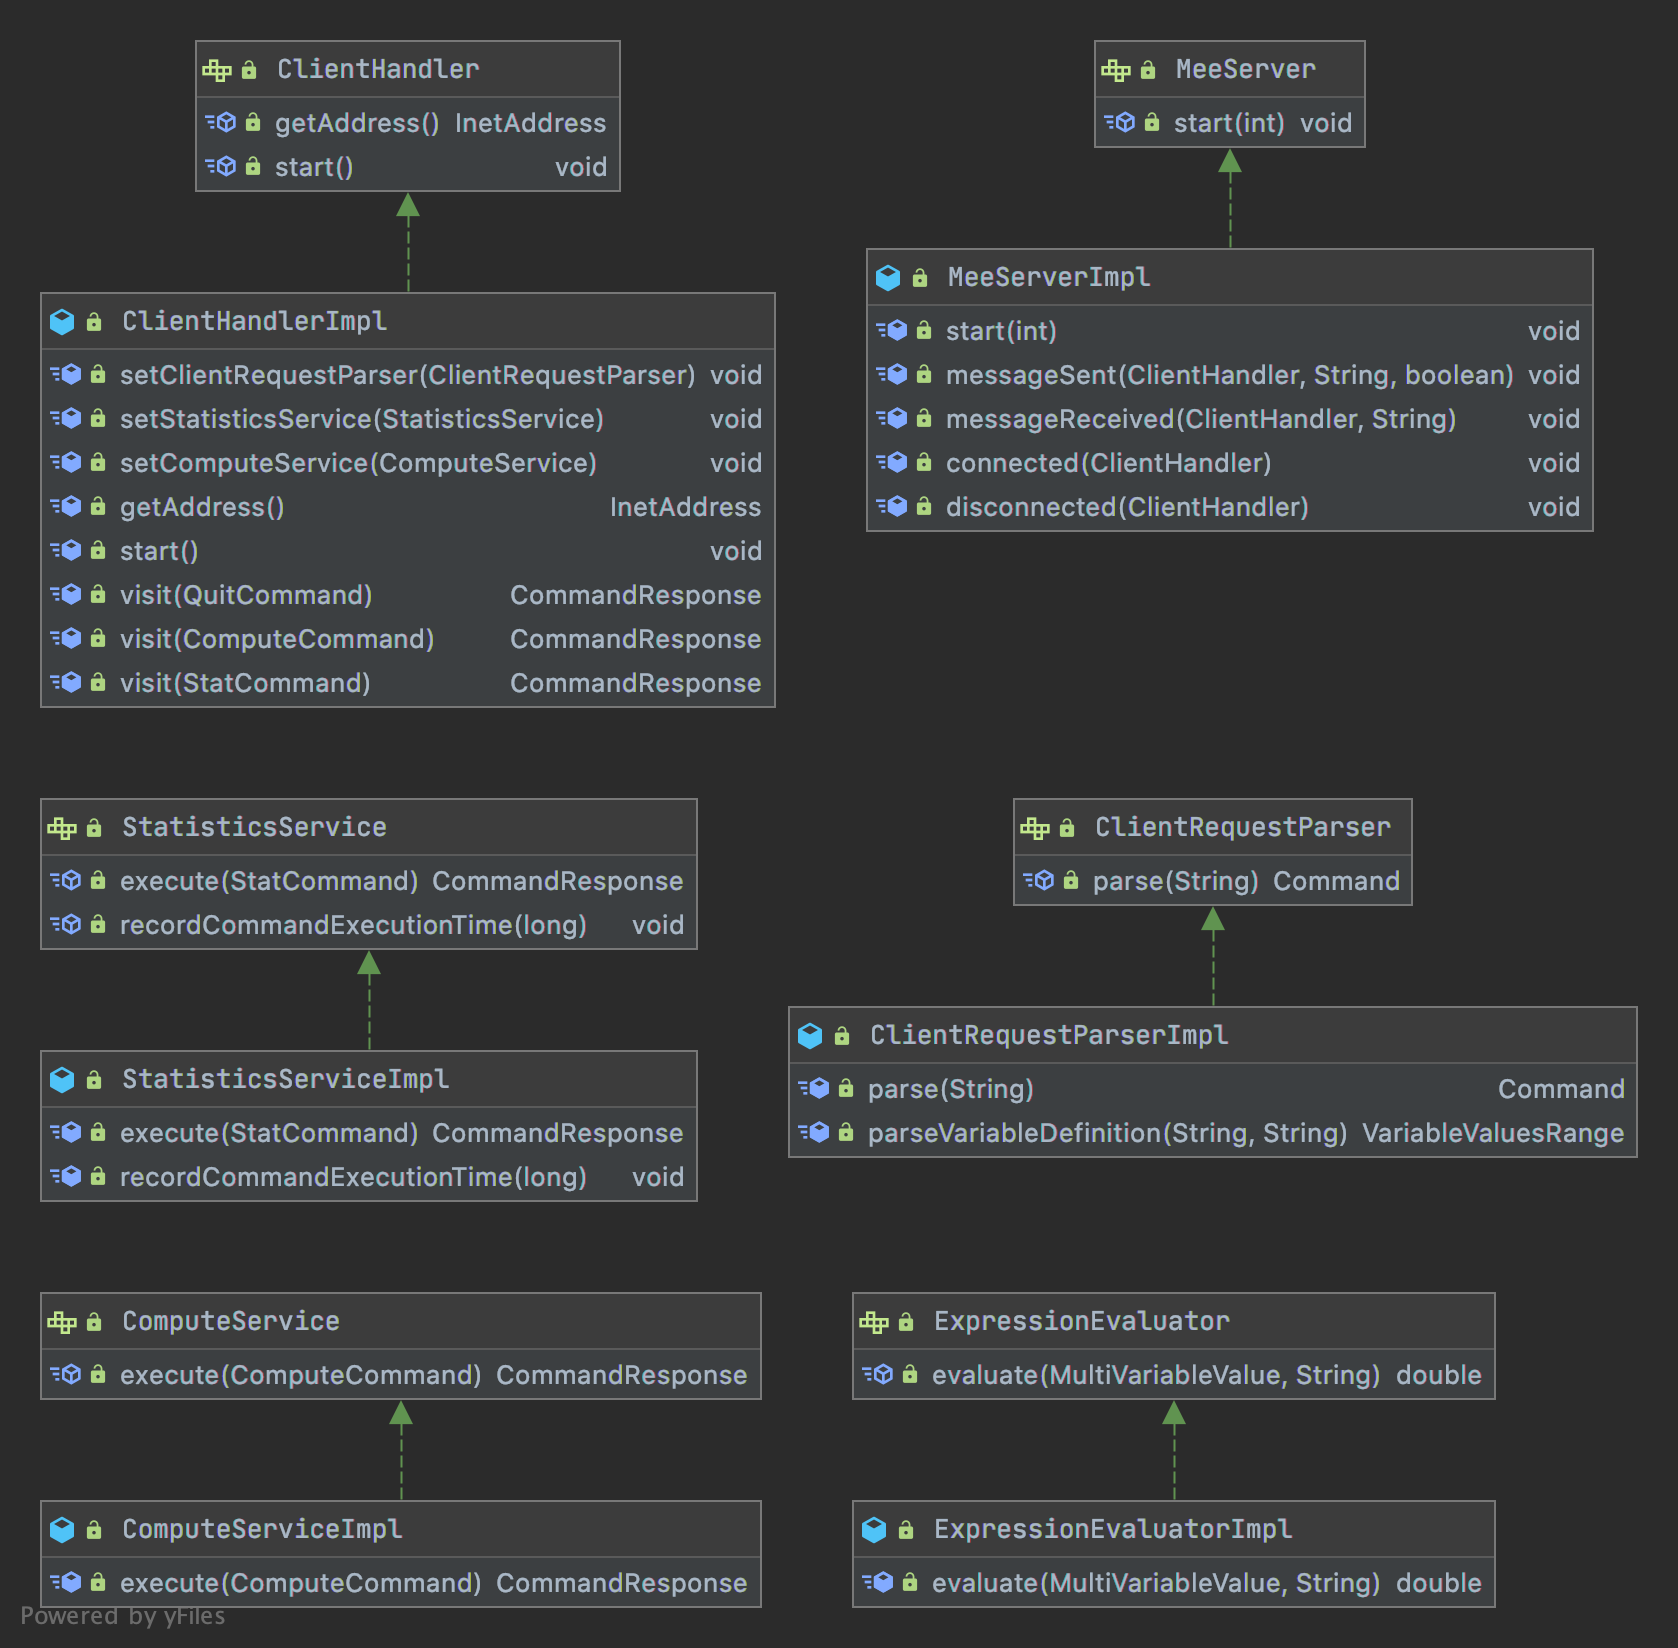 ClientHandler
getAddress() InetAddress
start() void
MeeServer
start(int) void
ClientHandlerImpl
setClientRequestParser(ClientRequestParser) void
setStatisticsService(StatisticsService) void
setComputeService(ComputeService) void
getAddress() InetAddress
start() void
visit(QuitCommand) CommandResponse
visit(ComputeCommand) CommandResponse
visit(StatCommand) CommandResponse
MeeServerImpl
start(int) void
messageSent(ClientHandler, String, boolean) void
messageReceived(ClientHandler, String) void
connected(ClientHandler) void
disconnected(ClientHandler) void
StatisticsService
execute(StatCommand) CommandResponse
recordCommandExecutionTime(long) void
ClientRequestParser
parse(String) Command
StatisticsServiceImpl
execute(StatCommand) CommandResponse
recordCommandExecutionTime(long) void
ClientRequestParserImpl
parse(String) Command
parseVariableDefinition(String, String) VariableValuesRange
ComputeService
execute(ComputeCommand) CommandResponse
ExpressionEvaluator
evaluate(MultiVariableValue, String) double
ComputeServiceImpl
execute(ComputeCommand) CommandResponse
ExpressionEvaluatorImpl
evaluate(MultiVariableValue, String) double
Powered by yFiles